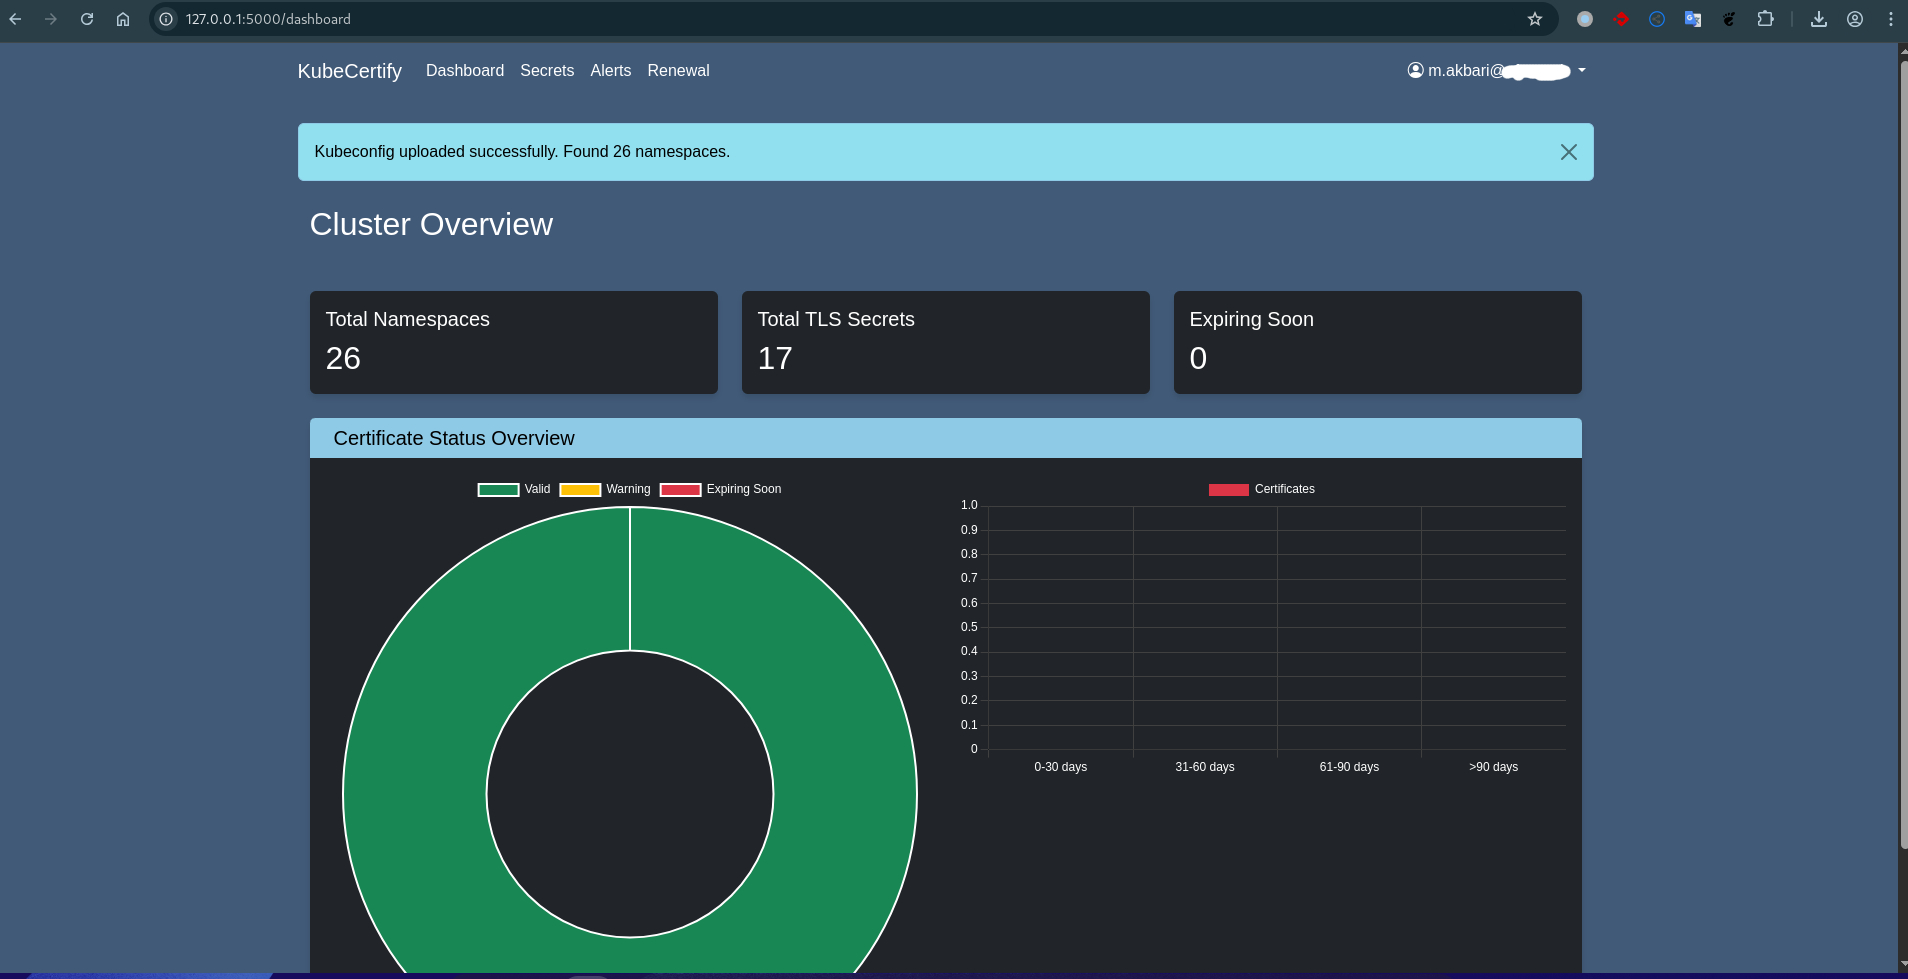 127.0.0.1:5000/dashboard
KubeCertify Dashboard Secrets Alerts Renewal m.akbari@
Kubeconfig uploaded successfully. Found 26 namespaces.
Cluster Overview
Total Namespaces
26
Total TLS Secrets
17
Expiring Soon
0
Certificate Status Overview
Valid Warning Expiring Soon
Certificates
1.0
0.9
0.8
0.7
0.6
0.5
0.4
0.3
0.2
0.1
0
0-30 days 31-60 days 61-90 days >90 days